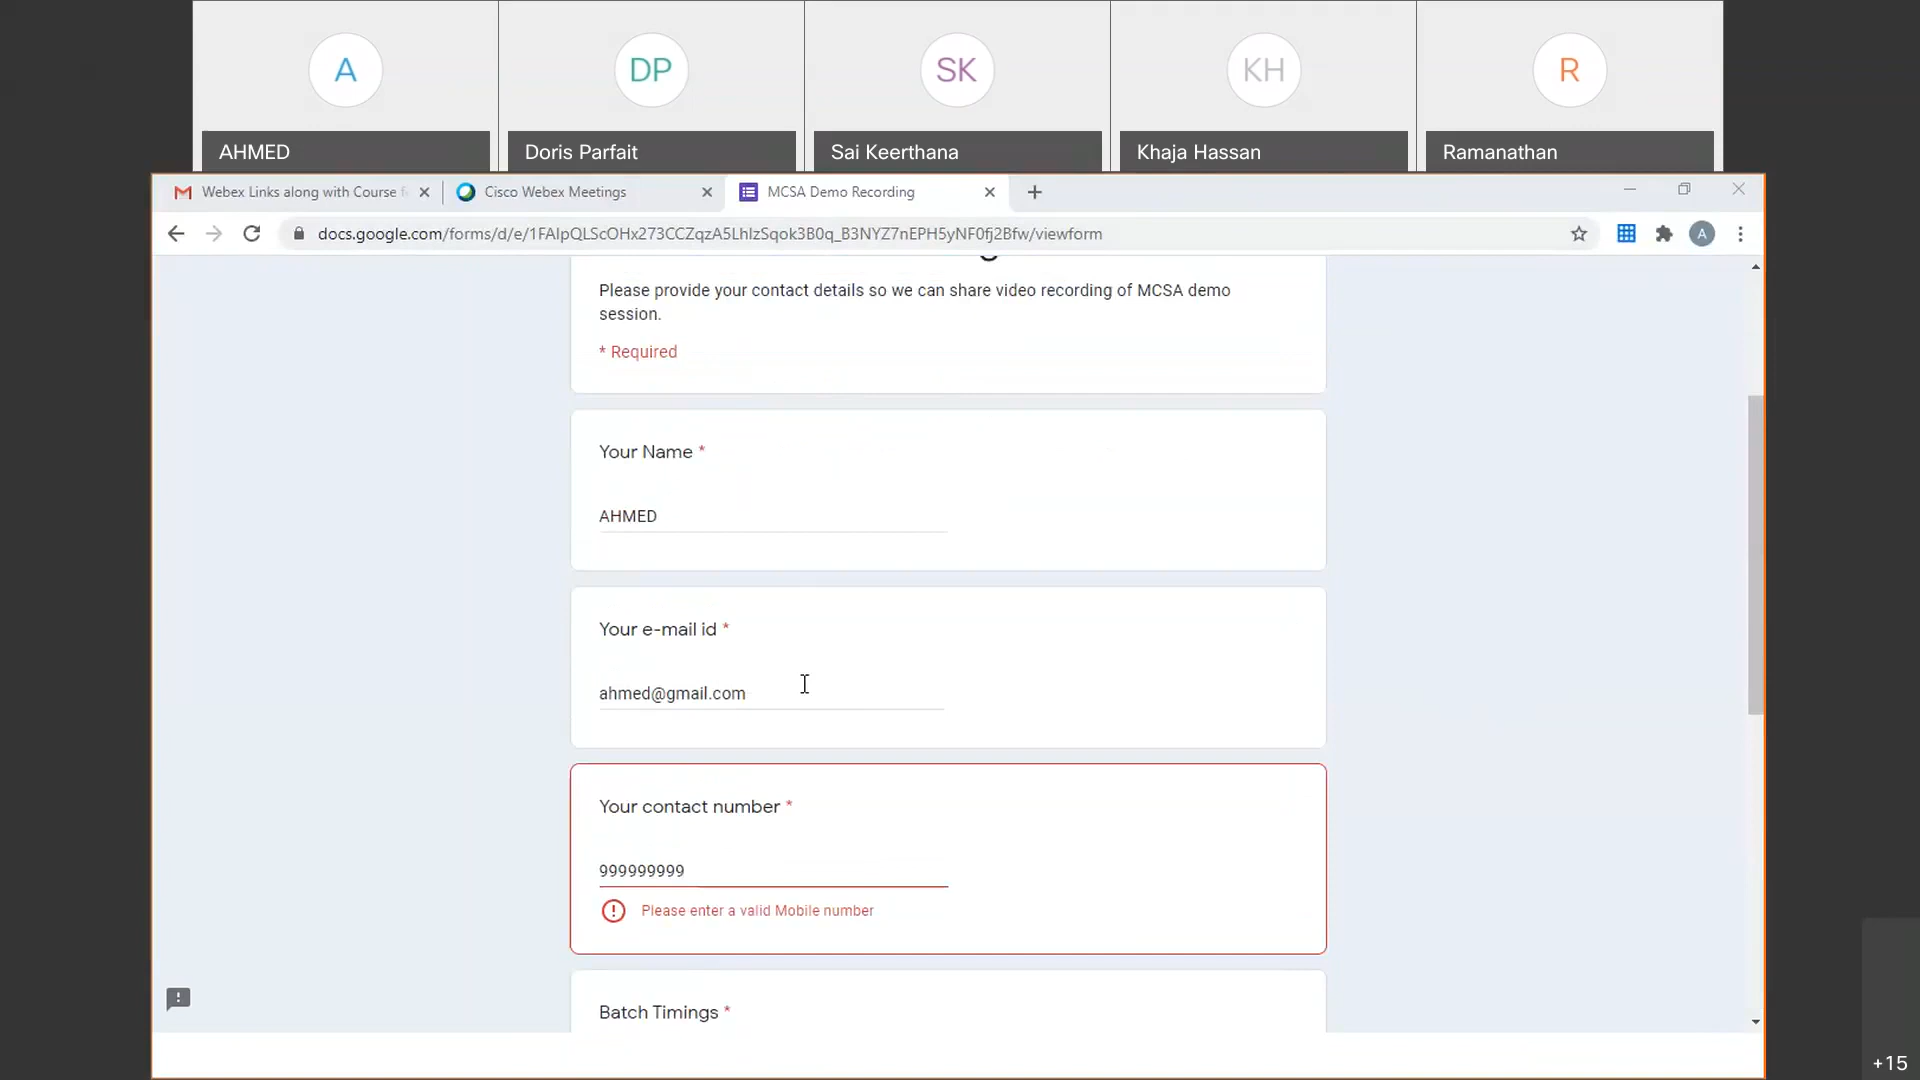 A
DP
SK
KH
R
AHMED
Doris Parfait
Sai Keerthana
Khaja Hassan
Ramanathan
Webex Links along with Course
Cisco Webex Meetings
MCSA Demo Recording
docs.google.com/forms/d/e/1FAIpQLScOHx273CCZqzA5LhIzSqok3B0q_B3NYZ7nEPH5yNF0fj2Bfw/viewform
A
Please provide your contact details so we can share video recording of MCSA demo
session.
* Required
Your Name *
AHMED
Your e-mail id *
ahmed@gmail.com
Your contact number *
999999999
Please enter a valid Mobile number
Batch Timings *
+15